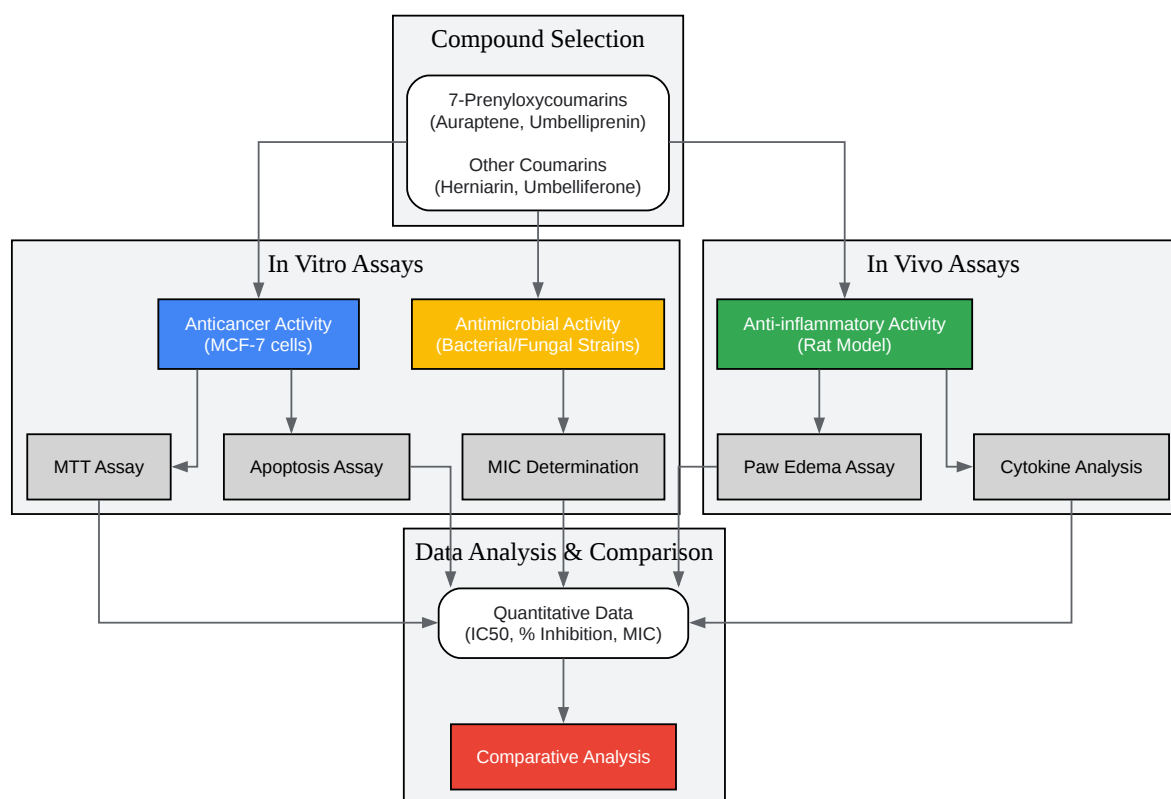 Compound Selection
7-Prenyloxycoumarins
(Auraptene, Umbelliprenin)
Other Coumarins
(Herniarin, Umbelliferone)
In Vitro Assays
In Vivo Assays
Anticancer Activity
(MCF-7 cells)
Antimicrobial Activity
(Bacterial/Fungal Strains)
Anti-inflammatory Activity
(Rat Model)
MTT Assay
Apoptosis Assay
MIC Determination
Paw Edema Assay
Cytokine Analysis
Data Analysis & Comparison
Quantitative Data
(IC50, % Inhibition, MIC)
Comparative Analysis